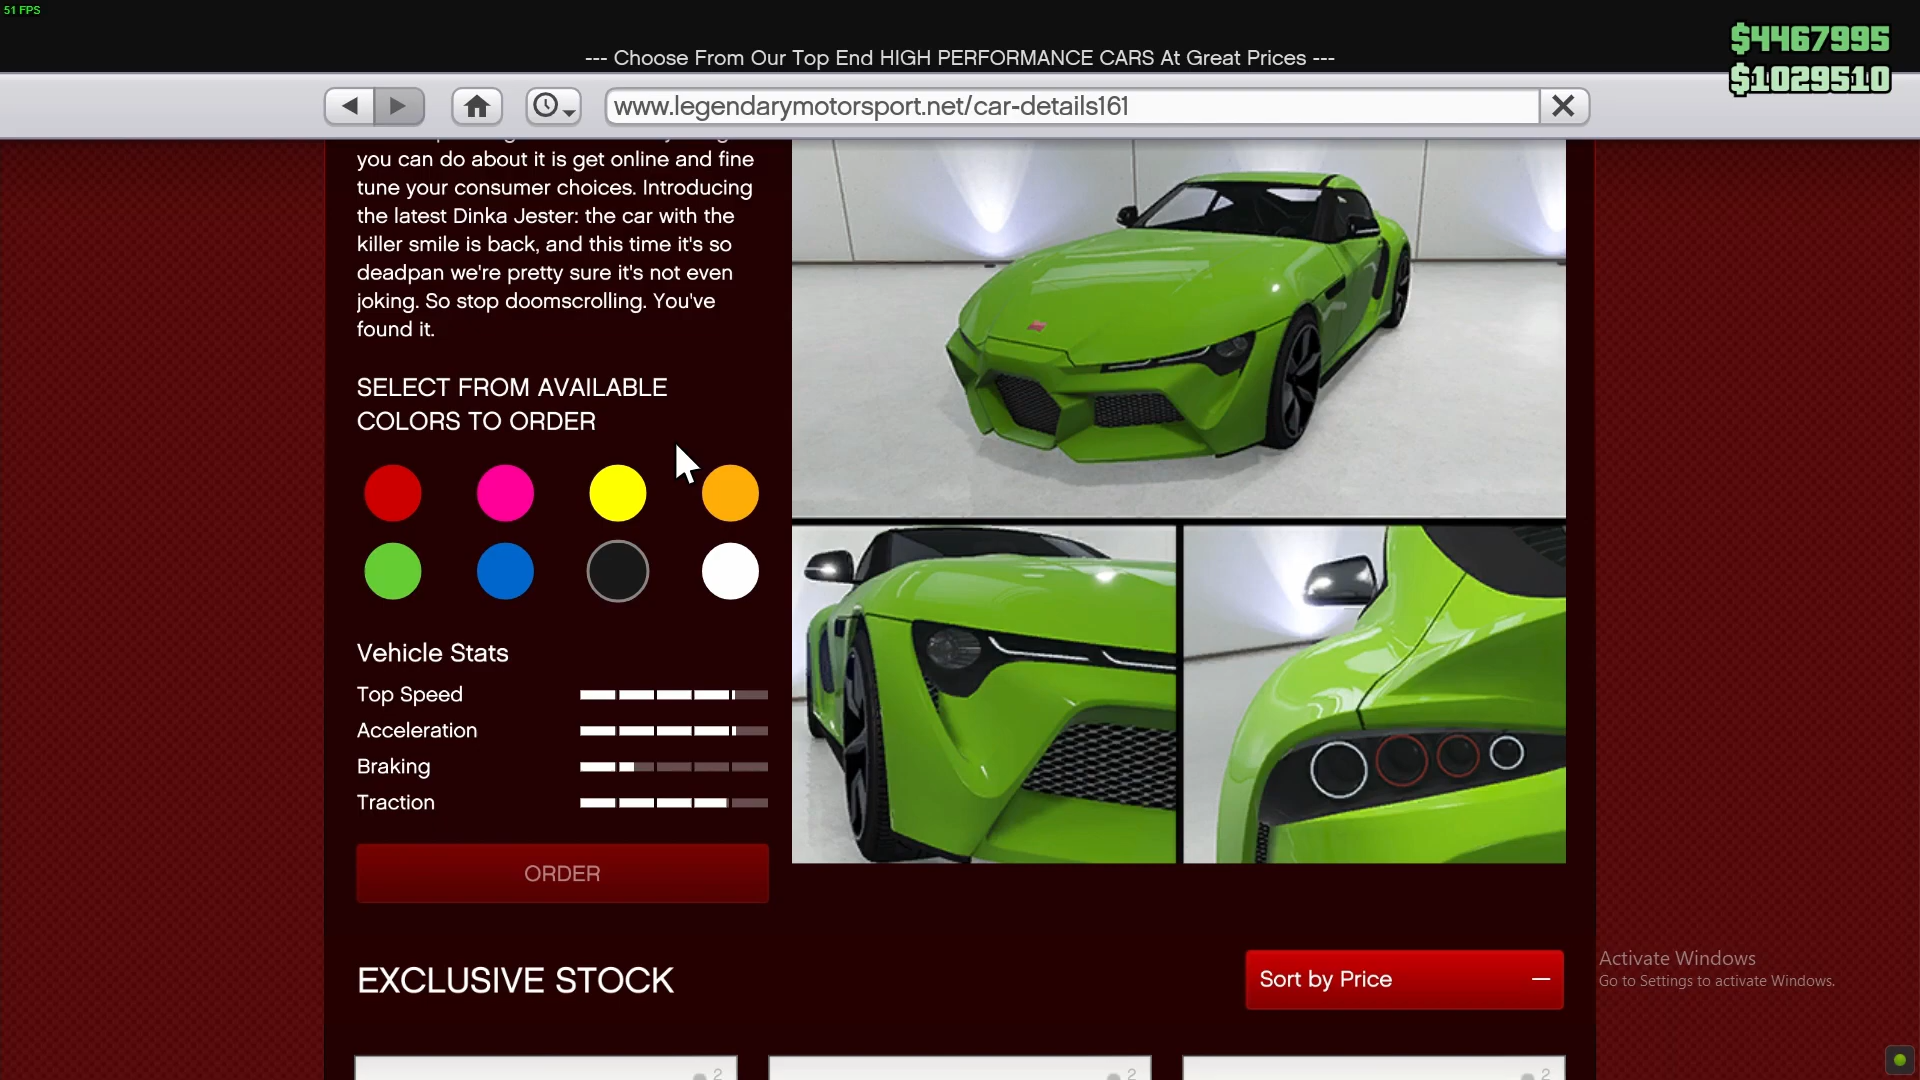 51 FPS
--- Choose From Our Top End HIGH PERFORMANCE CARS At Great Prices ---
$4467995
$1029510
www.legendarymotorsport.net/car-details161
you can do about it is get online and fine
tune your consumer choices. Introducing
the latest Dinka Jester: the car with the
killer smile is back, and this time it's so
deadpan we're pretty sure it's not even
joking. So stop doomscrolling. You've
found it.
SELECT FROM AVAILABLE
COLORS TO ORDER
Vehicle Stats
Top Speed
Acceleration
Braking
Traction
ORDER
EXCLUSIVE STOCK
Sort by Price
Activate Windows
Go to Settings to activate Windows.
2
2
2